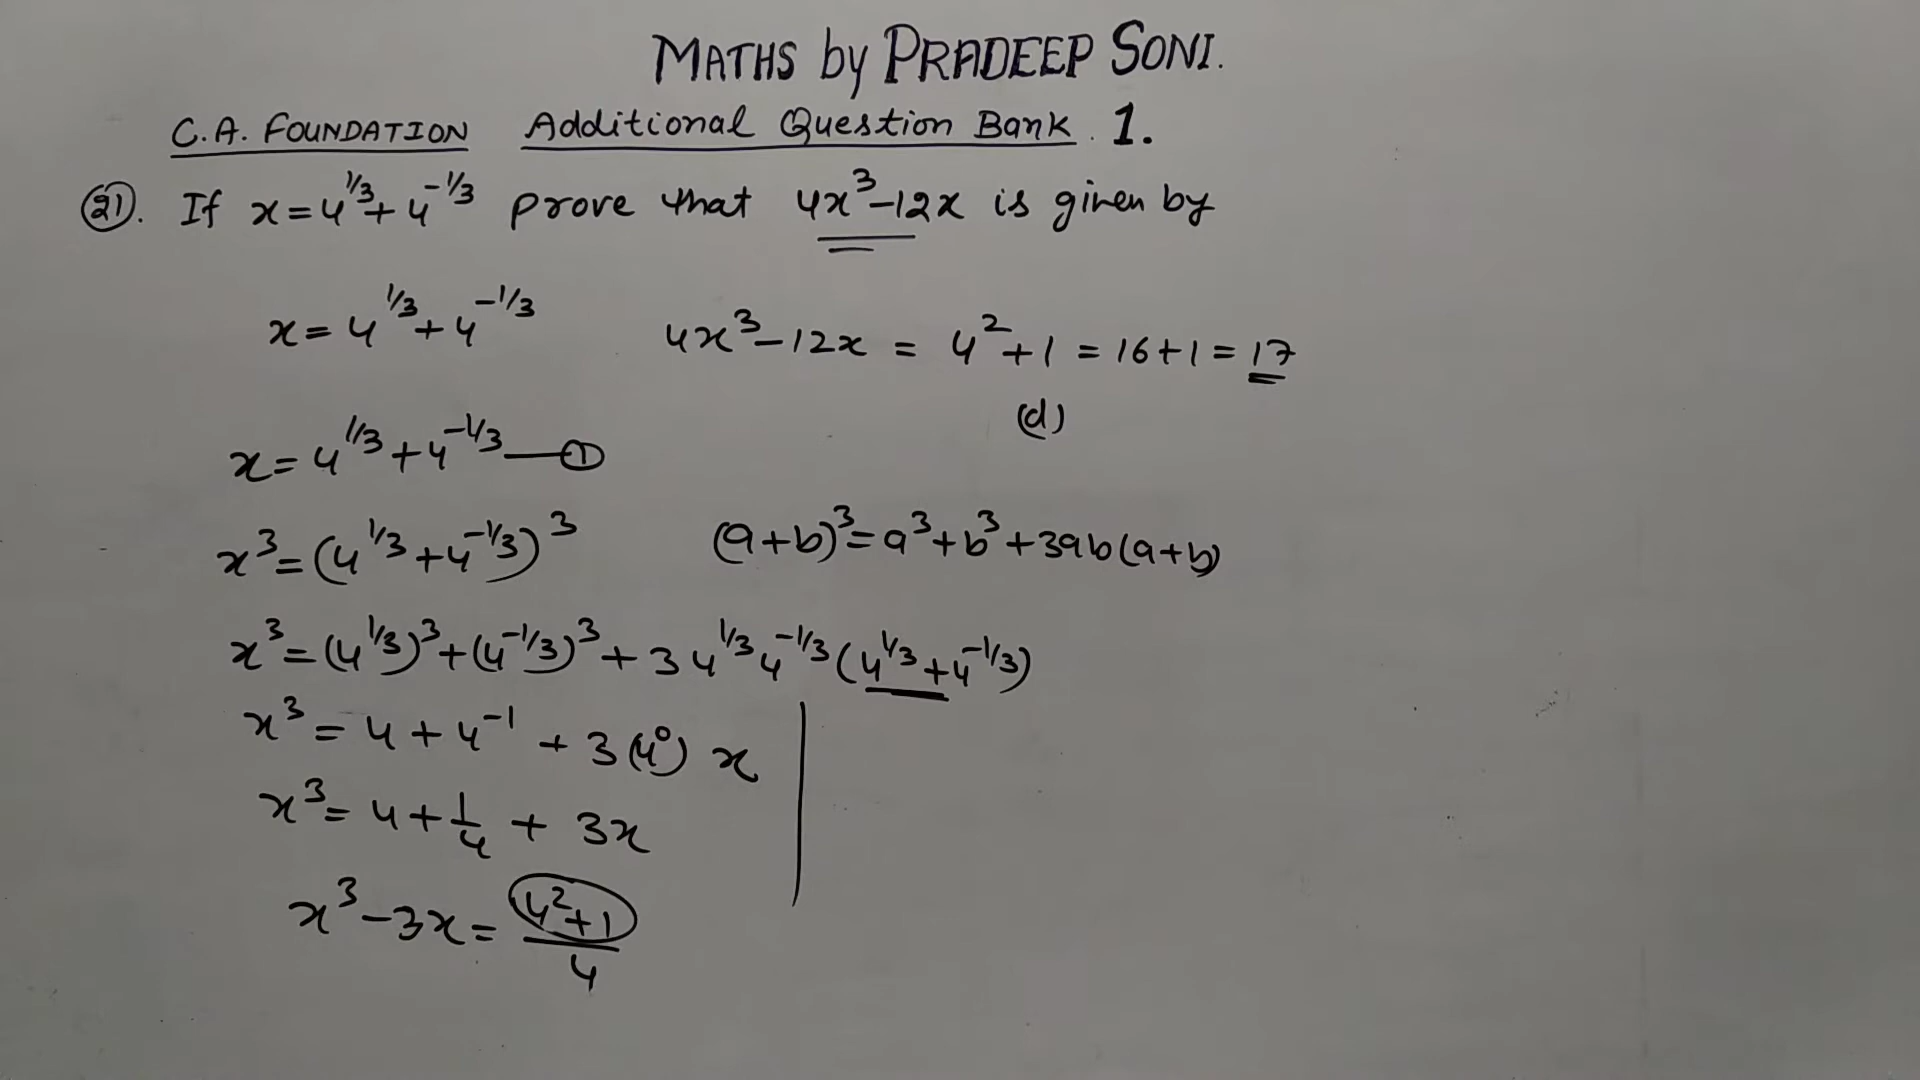 MATHS by PRADEEP SONI.
C.A. FOUNDATION Additional Question Bank. 1.
(21). If x = 4^{1/3} + 4^{-1/3} prove that 4x^3 - 12x is given by
x = 4^{1/3} + 4^{-1/3}
4x^3 - 12x = 4^2 + 1 = 16 + 1 = 17
(d)
x = 4^{1/3} + 4^{-1/3} — (1)
x^3 = (4^{1/3} + 4^{-1/3})^3
(a+b)^3 = a^3 + b^3 + 3ab(a+b)
x^3 = (4^{1/3})^3 + (4^{-1/3})^3 + 3 4^{1/3} 4^{-1/3} (4^{1/3} + 4^{-1/3})
x^3 = 4 + 4^{-1} + 3(4^0) x
x^3 = 4 + 1/4 + 3x
x^3 - 3x = (4^2 + 1)/4